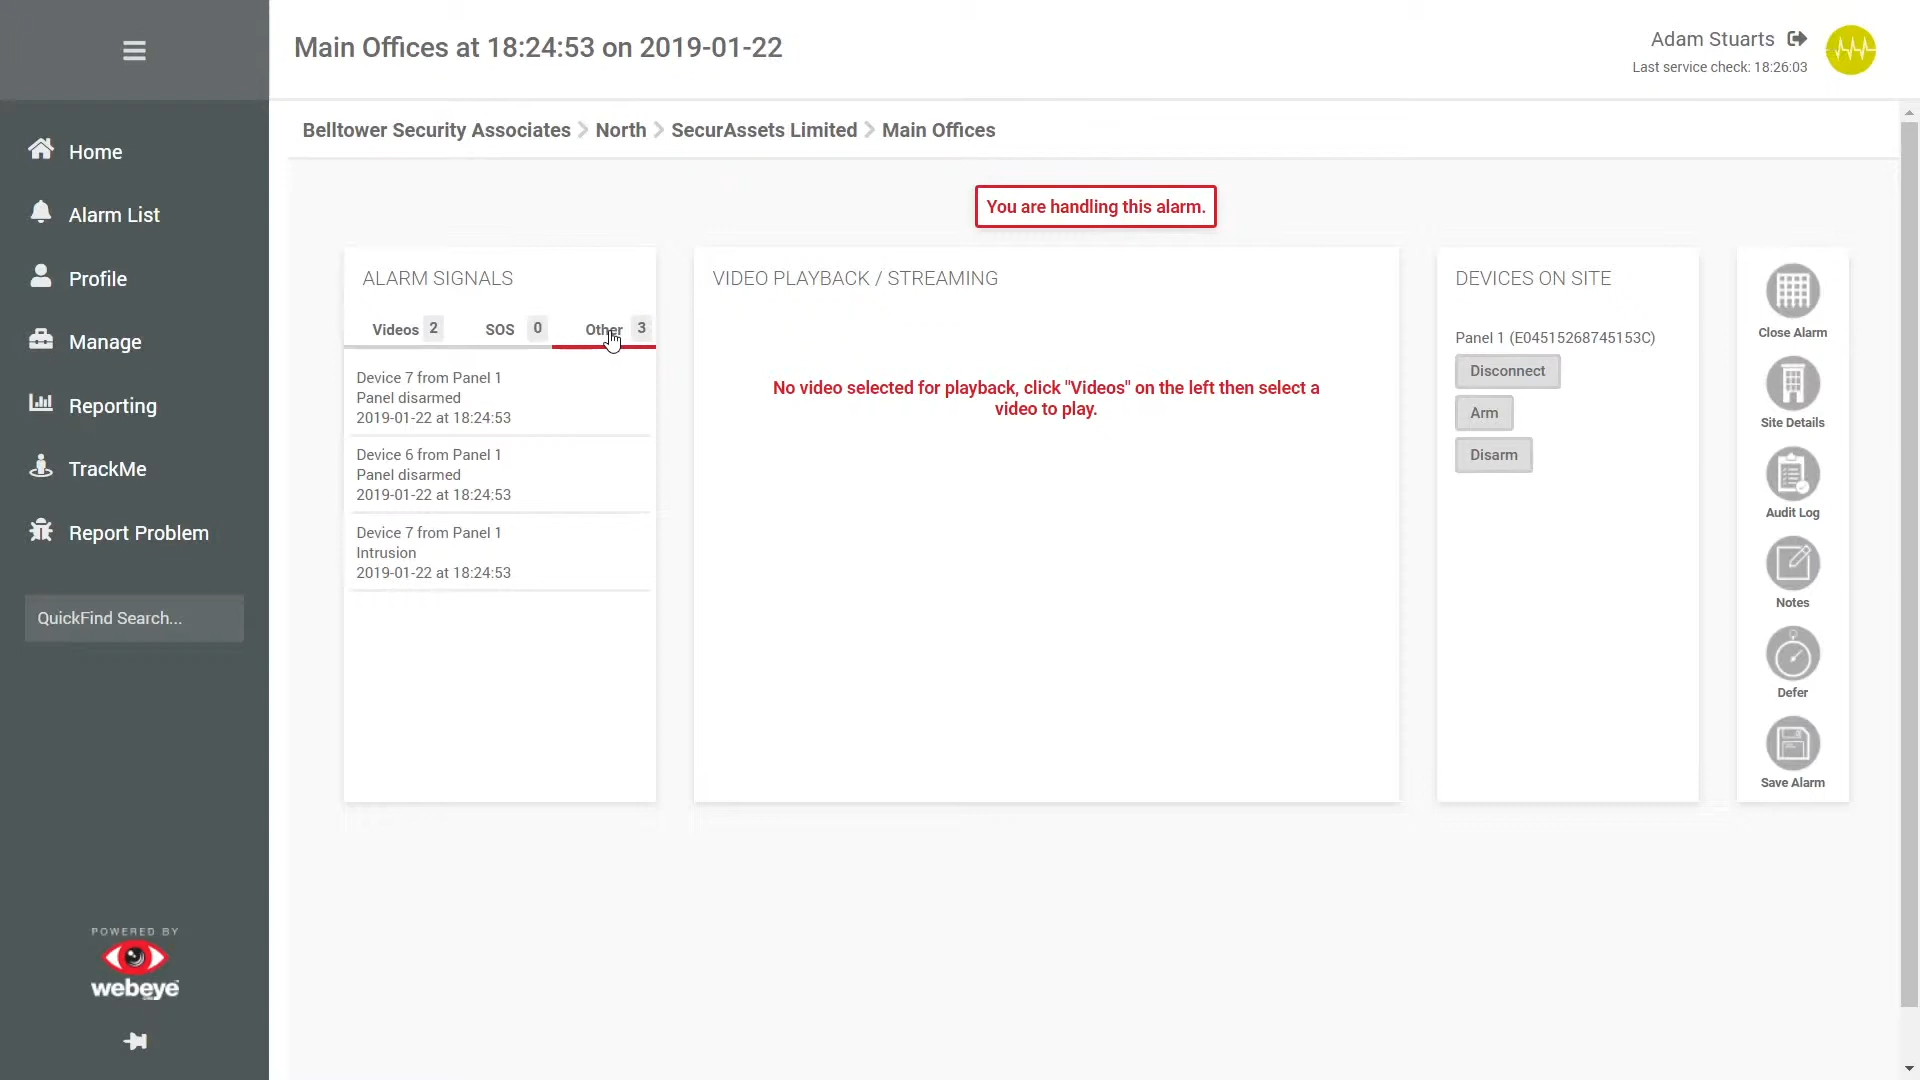 Main Offices at 18:24:53 on 2019-01-22
Adam Stuarts
Last service check: 18:26:03
Home
Alarm List
Profile
Manage
Reporting
TrackMe
Report Problem
QuickFind Search...
POWERED BY
webeye
Belltower Security Associates North SecurAssets Limited Main Offices
You are handling this alarm.
ALARM SIGNALS
Videos 2 SOS 0 Other 3
Device 7 from Panel 1
Panel disarmed
2019-01-22 at 18:24:53
Device 6 from Panel 1
Panel disarmed
2019-01-22 at 18:24:53
Device 7 from Panel 1
Intrusion
2019-01-22 at 18:24:53
VIDEO PLAYBACK / STREAMING
No video selected for playback, click "Videos" on the left then select a
video to play.
DEVICES ON SITE
Panel 1 (E04515268745153C)
Disconnect
Arm
Disarm
Close Alarm
Site Details
Audit Log
Notes
Defer
Save Alarm